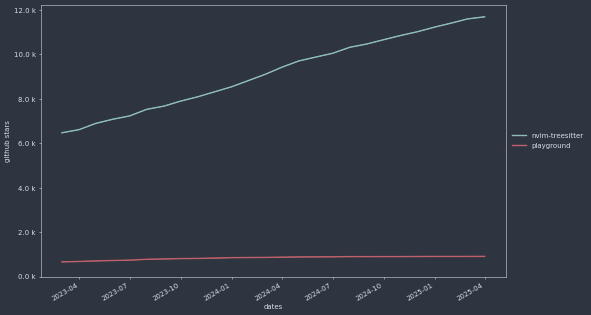 12.0 k
10.0 k
8.0 k
6.0 k
4.0 k
2.0 k
0.0 k
github stars
2023-04
2023-07
2023-10
2024-01
2024-04
2024-07
2024-10
2025-01
2025-04
dates
nvim-treesitter
playground